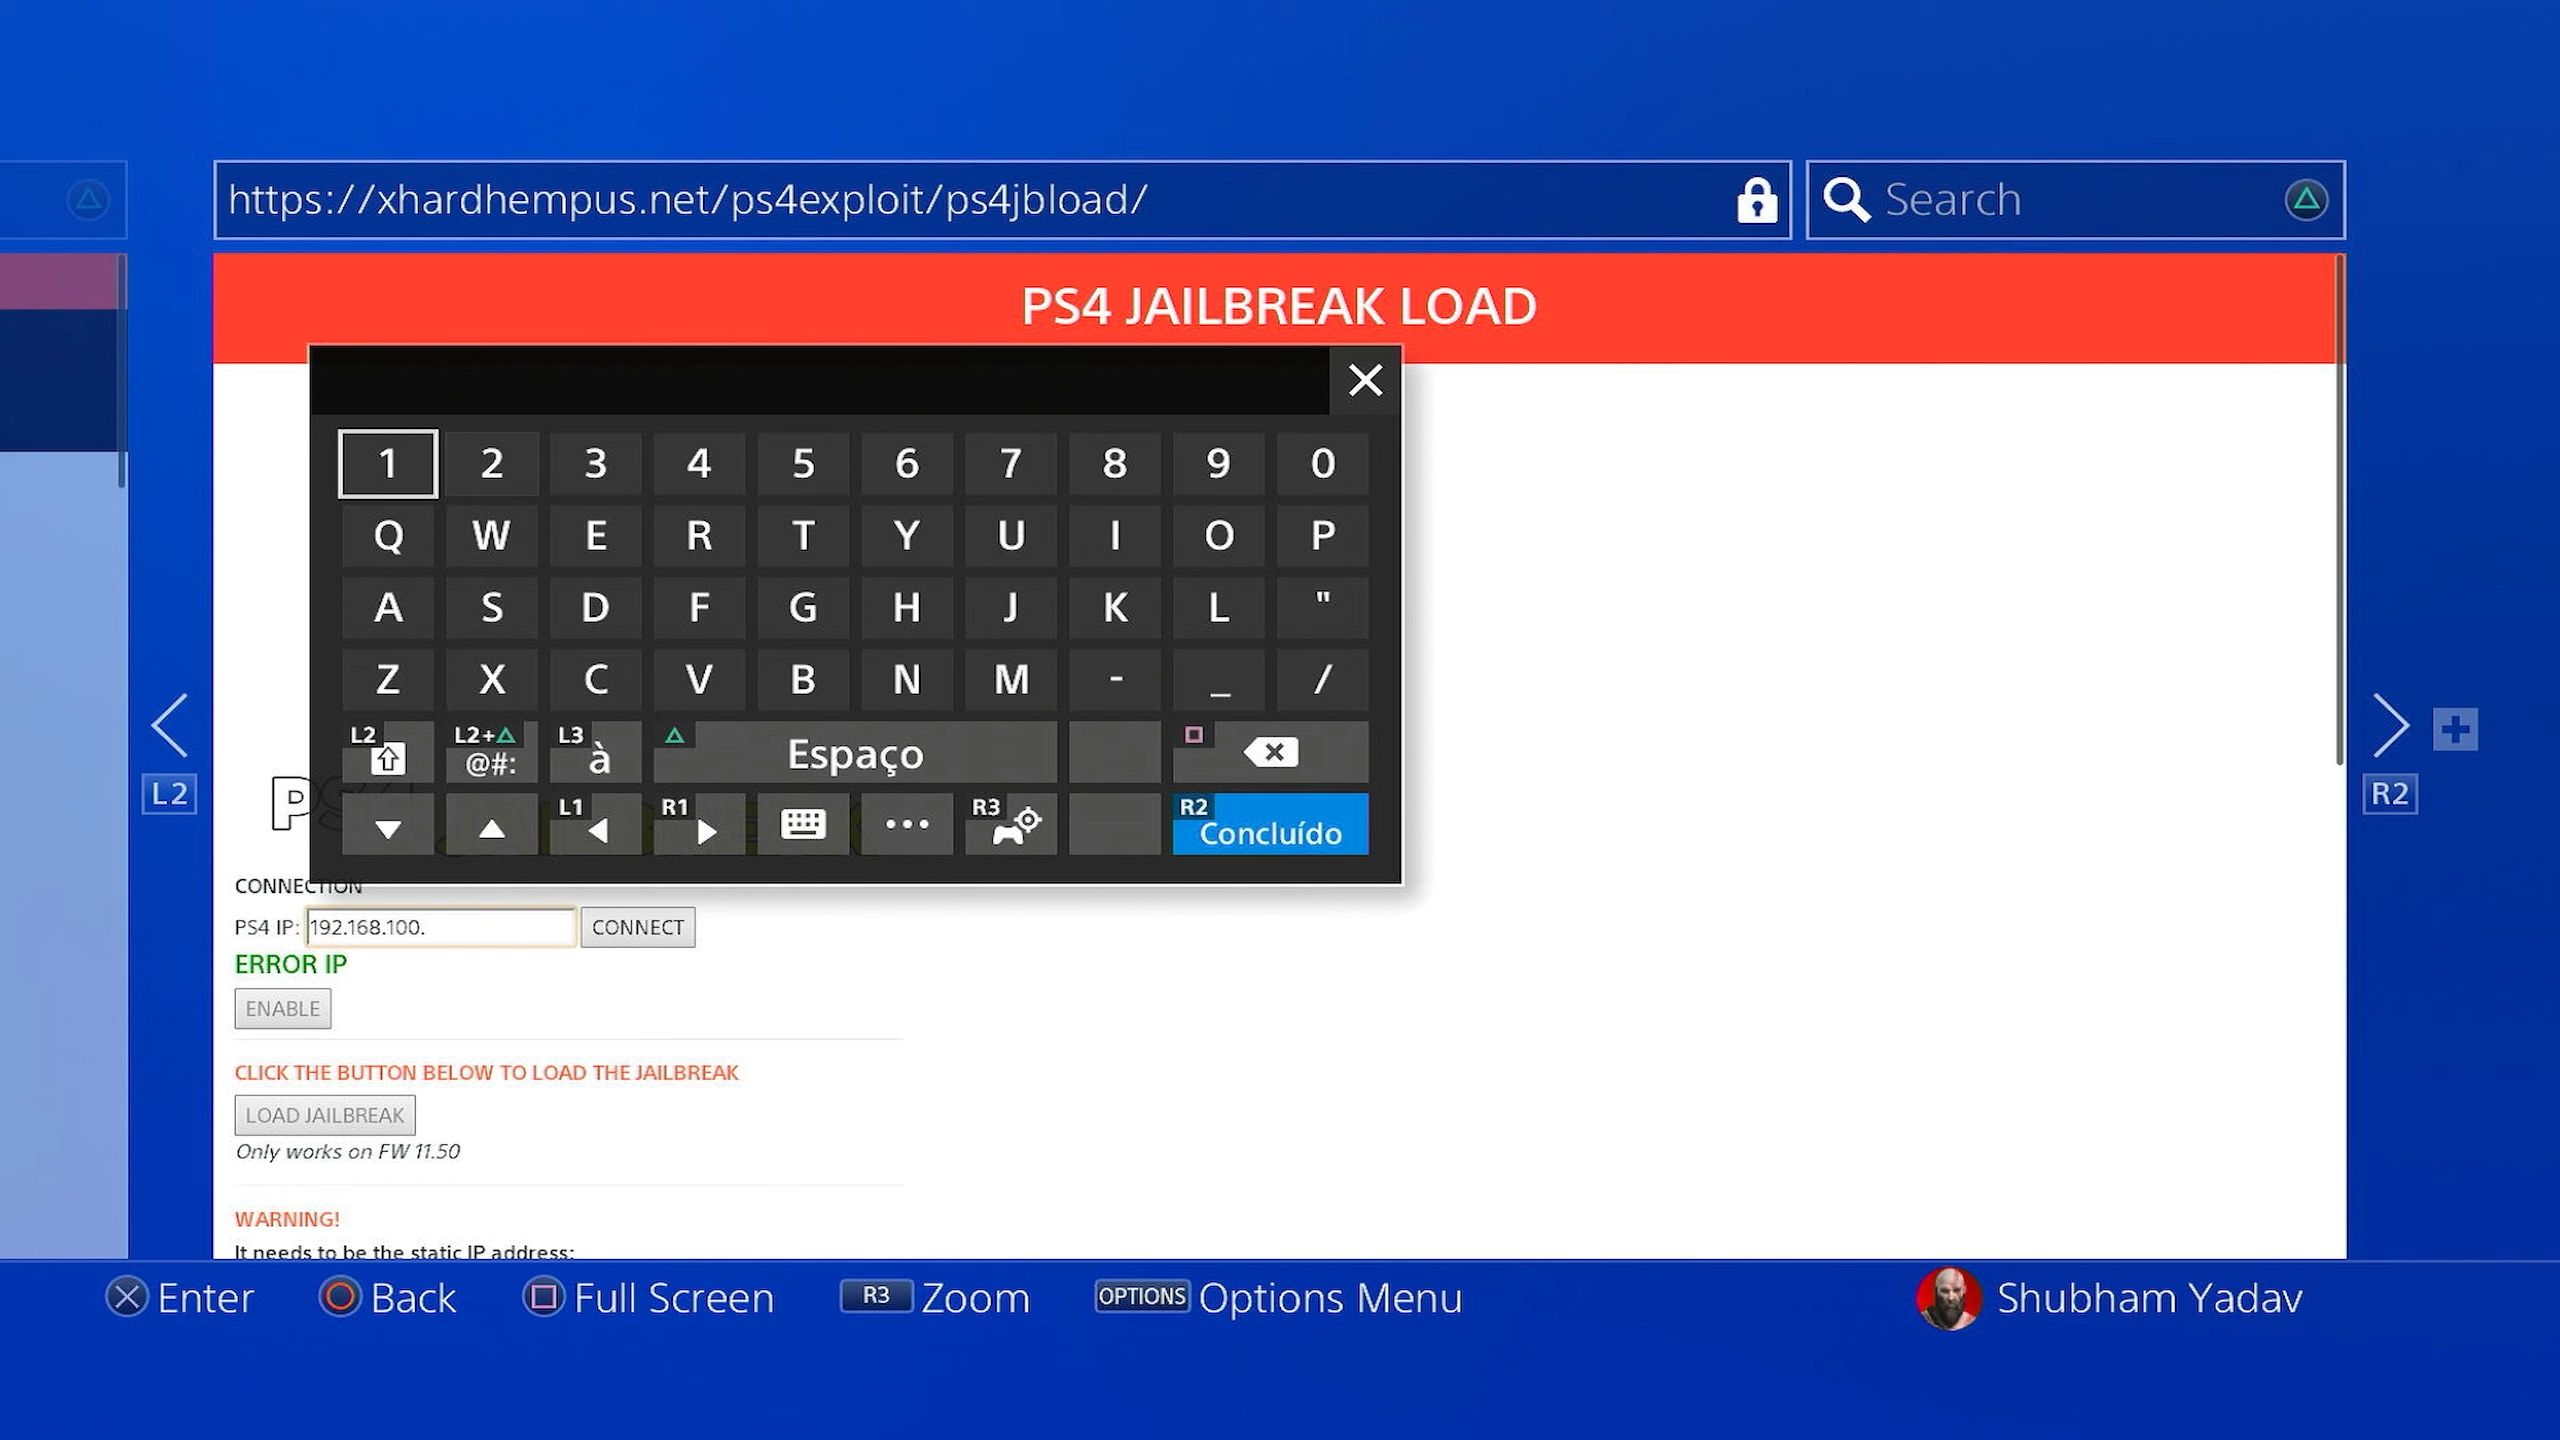 https://xhardhempus.net/ps4exploit/ps4jbload/
Search
PS4 JAILBREAK LOAD
1 2 3 4 5 6 7 8 9 0
Q W E R T Y U I O P
A S D F G H J K L "
Z X C V B N M - _ /
L2 L2+△ @#: L3 à △ Espaço
L1 R1 ... R3 R2 Concluído
L2
R2
PS4
CONNECTION
PS4 IP: 192.168.100. CONNECT
ERROR IP
ENABLE
CLICK THE BUTTON BELOW TO LOAD THE JAILBREAK
LOAD JAILBREAK
Only works on FW 11.50
WARNING!
It needs to be the static IP address:
Enter Back Full Screen R3 Zoom OPTIONS Options Menu Shubham Yadav